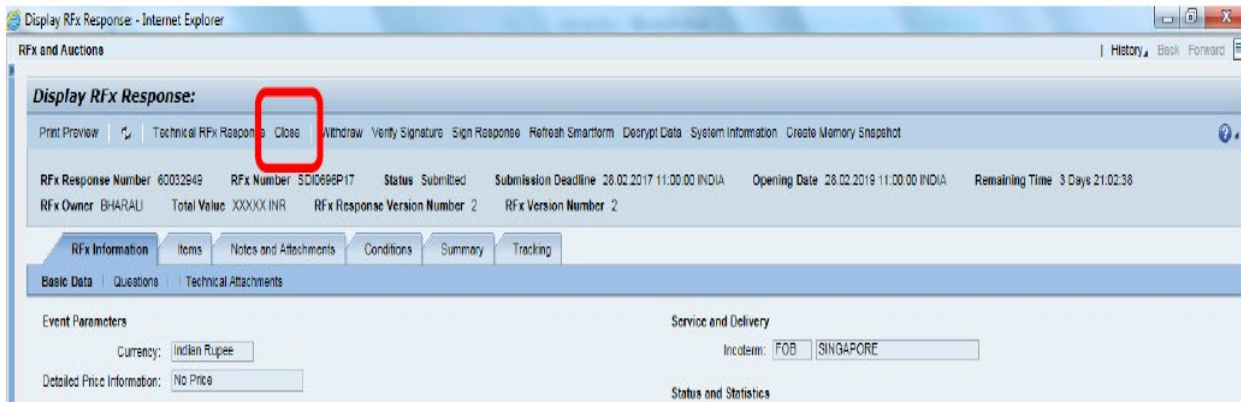 Display RFx Response: - Internet Explorer
RFx and Auctions | History Back Forward
Display RFx Response:
Print Preview Technical RFx Response Close Withdraw Verify Signature Sign Response Refresh Smartform Decrypt Data System Information Create Memory Snapshot
RFx Response Number 60032949 RFx Number SDI0696P17 Status Submitted Submission Deadline 28.02.2017 11:00:00 INDIA Opening Date 28.02.2019 11:00:00 INDIA Remaining Time 3 Days 21:02:38
RFx Owner BHARALI Total Value XXXXX INR RFx Response Version Number 2 RFx Version Number 2
RFx Information Items Notes and Attachments Conditions Summary Tracking
Basic Data Questions Technical Attachments
Event Parameters Service and Delivery
Currency: Indian Rupee Incoterm: FOB SINGAPORE
Detailed Price Information: No Price
Status and Statistics